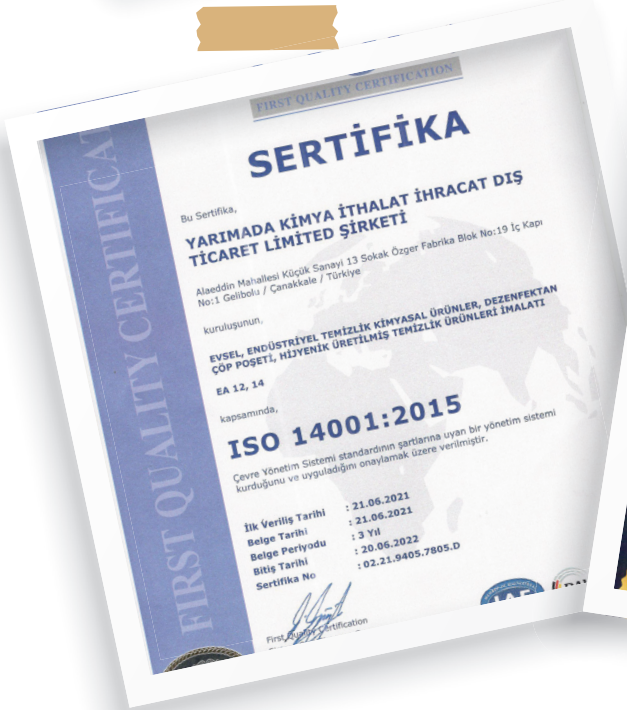 FIRST QUALITY CERTIFICATION
SERTİFİKA
Bu Sertifika,
YARIMADA KİMYA İTHALAT İHRACAT DIŞ
TİCARET LİMİTED ŞİRKETİ
Alaeddin Mahallesi Küçük Sanayi 13 Sokak Özger Fabrika Blok No:19 İç Kapı
No:1 Gelibolu / Çanakkale / Türkiye
kuruluşunun,
EVSEL, ENDÜSTRİYEL TEMİZLİK KİMYASAL ÜRÜNLER, DEZENFEKTAN
ÇÖP POŞETİ, HİJYENİK ÜRETİLMİŞ TEMİZLİK ÜRÜNLERİ İMALATI
EA 12, 14
kapsamında,
ISO 14001:2015
Çevre Yönetim Sistemi standardının şartlarına uyan bir yönetim sistemi
kurduğunu ve uyguladığını onaylamak üzere verilmiştir.
İlk Veriliş Tarihi : 21.06.2021
Belge Tarihi : 21.06.2021
Belge Periyodu : 3 Yıl
Bitiş Tarihi : 20.06.2022
Sertifika No : 02.21.9405.7805.D
First Quality Certification
FIRST QUALITY CERTIFICAT
IAF